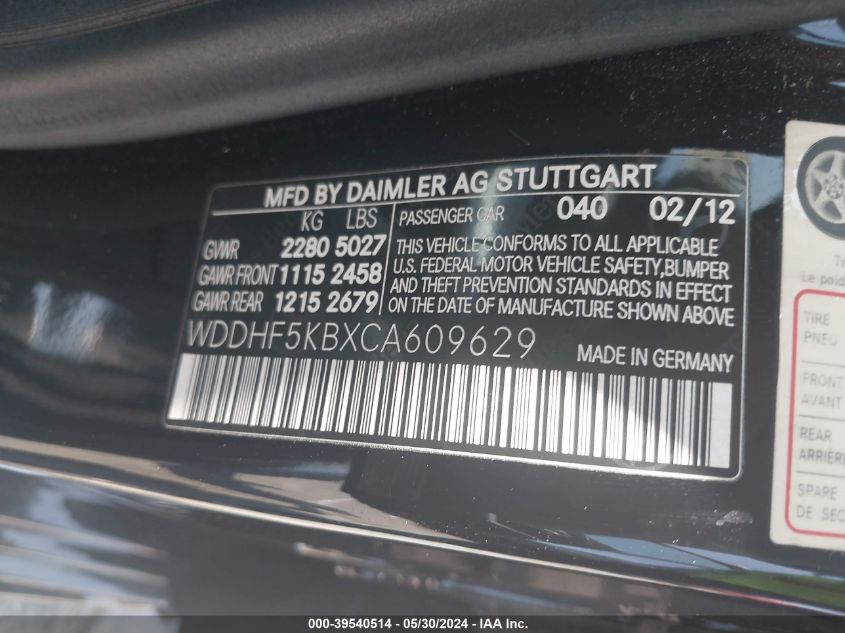 MFD BY DAIMLER AG STUTTGART
KG LBS
GVWR 2280 5027
GAWR FRONT 1115 2458
GAWR REAR 1215 2679
PASSENGER CAR 040 02/12
THIS VEHICLE CONFORMS TO ALL APPLICABLE
U.S. FEDERAL MOTOR VEHICLE SAFETY,BUMPER
AND THEFT PREVENTION STANDARDS IN EFFECT
ON THE DATE OF MANUFACTURE SHOWN ABOVE
WDDHF5KBXCA609629
MADE IN GERMANY
Le poid
TIRE
PNEU
FRONT
AVANT
REAR
ARRIÈR
SPARE
DE SEC
000-39540514 — 05/30/2024 — IAA Inc.